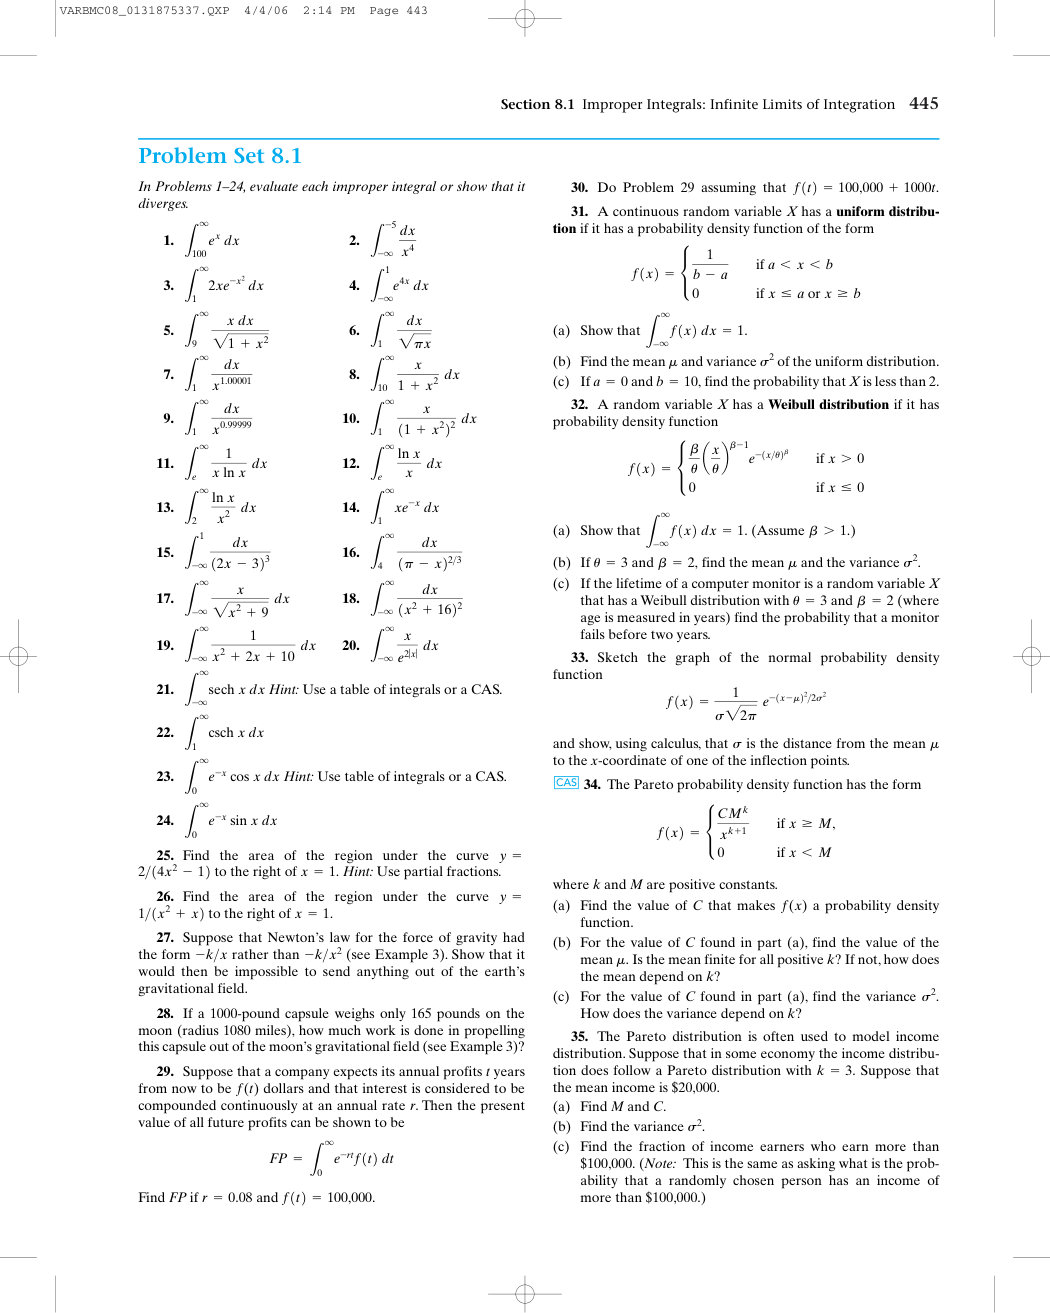 VARBMC08_0131875337.QXP 4/4/06 2:14 PM Page 443
Section 8.1 Improper Integrals: Infinite Limits of Integration 445
Problem Set 8.1
In Problems 1–24, evaluate each improper integral or show that it
diverges.
1. ∫_{100}^{∞} e^x dx
2. ∫_{−∞}^{−5} dx/x^4
3. ∫_{1}^{∞} 2xe^{−x^2} dx
4. ∫_{−∞}^{1} e^{4x} dx
5. ∫_{9}^{∞} x dx/√(1 + x^2)
6. ∫_{1}^{∞} dx/√(πx)
7. ∫_{1}^{∞} dx/x^{1.00001}
8. ∫_{10}^{∞} x/(1 + x^2) dx
9. ∫_{1}^{∞} dx/x^{0.99999}
10. ∫_{1}^{∞} x/(1 + x^2)^2 dx
11. ∫_{e}^{∞} 1/(x ln x) dx
12. ∫_{e}^{∞} ln x/x dx
13. ∫_{2}^{∞} ln x/x^2 dx
14. ∫_{1}^{∞} xe^{−x} dx
15. ∫_{−∞}^{1} dx/(2x − 3)^3
16. ∫_{4}^{∞} dx/(π − x)^{2/3}
17. ∫_{−∞}^{∞} x/√(x^2 + 9) dx
18. ∫_{−∞}^{∞} dx/(x^2 + 16)^2
19. ∫_{−∞}^{∞} 1/(x^2 + 2x + 10) dx
20. ∫_{−∞}^{∞} x/e^{2|x|} dx
21. ∫_{−∞}^{∞} sech x dx Hint: Use a table of integrals or a CAS.
22. ∫_{1}^{∞} csch x dx
23. ∫_{0}^{∞} e^{−x} cos x dx Hint: Use table of integrals or a CAS.
24. ∫_{0}^{∞} e^{−x} sin x dx
25. Find the area of the region under the curve y =
2/(4x^2 − 1) to the right of x = 1. Hint: Use partial fractions.
26. Find the area of the region under the curve y =
1/(x^2 + x) to the right of x = 1.
27. Suppose that Newton's law for the force of gravity had
the form −k/x rather than −k/x^2 (see Example 3). Show that it
would then be impossible to send anything out of the earth's
gravitational field.
28. If a 1000-pound capsule weighs only 165 pounds on the
moon (radius 1080 miles), how much work is done in propelling
this capsule out of the moon's gravitational field (see Example 3)?
29. Suppose that a company expects its annual profits t years
from now to be f(t) dollars and that interest is considered to be
compounded continuously at an annual rate r. Then the present
value of all future profits can be shown to be
FP = ∫_{0}^{∞} e^{−rt} f(t) dt
Find FP if r = 0.08 and f(t) = 100,000.
30. Do Problem 29 assuming that f(t) = 100,000 + 1000t.
31. A continuous random variable X has a uniform distribu-
tion if it has a probability density function of the form
f(x) = { 1/(b − a) if a < x < b
0 if x ≤ a or x ≥ b
(a) Show that ∫_{−∞}^{∞} f(x) dx = 1.
(b) Find the mean μ and variance σ^2 of the uniform distribution.
(c) If a = 0 and b = 10, find the probability that X is less than 2.
32. A random variable X has a Weibull distribution if it has
probability density function
f(x) = { β/θ (x/θ)^{β−1} e^{−(x/θ)^β} if x > 0
0 if x ≤ 0
(a) Show that ∫_{−∞}^{∞} f(x) dx = 1. (Assume β > 1.)
(b) If θ = 3 and β = 2, find the mean μ and the variance σ^2.
(c) If the lifetime of a computer monitor is a random variable X
that has a Weibull distribution with θ = 3 and β = 2 (where
age is measured in years) find the probability that a monitor
fails before two years.
33. Sketch the graph of the normal probability density
function
f(x) = 1/(σ√(2π)) e^{−(x−μ)^2/2σ^2}
and show, using calculus, that σ is the distance from the mean μ
to the x-coordinate of one of the inflection points.
CAS 34. The Pareto probability density function has the form
f(x) = { CM^k/x^{k+1} if x ≥ M,
0 if x < M
where k and M are positive constants.
(a) Find the value of C that makes f(x) a probability density
function.
(b) For the value of C found in part (a), find the value of the
mean μ. Is the mean finite for all positive k? If not, how does
the mean depend on k?
(c) For the value of C found in part (a), find the variance σ^2.
How does the variance depend on k?
35. The Pareto distribution is often used to model income
distribution. Suppose that in some economy the income distribu-
tion does follow a Pareto distribution with k = 3. Suppose that
the mean income is $20,000.
(a) Find M and C.
(b) Find the variance σ^2.
(c) Find the fraction of income earners who earn more than
$100,000. (Note: This is the same as asking what is the prob-
ability that a randomly chosen person has an income of
more than $100,000.)